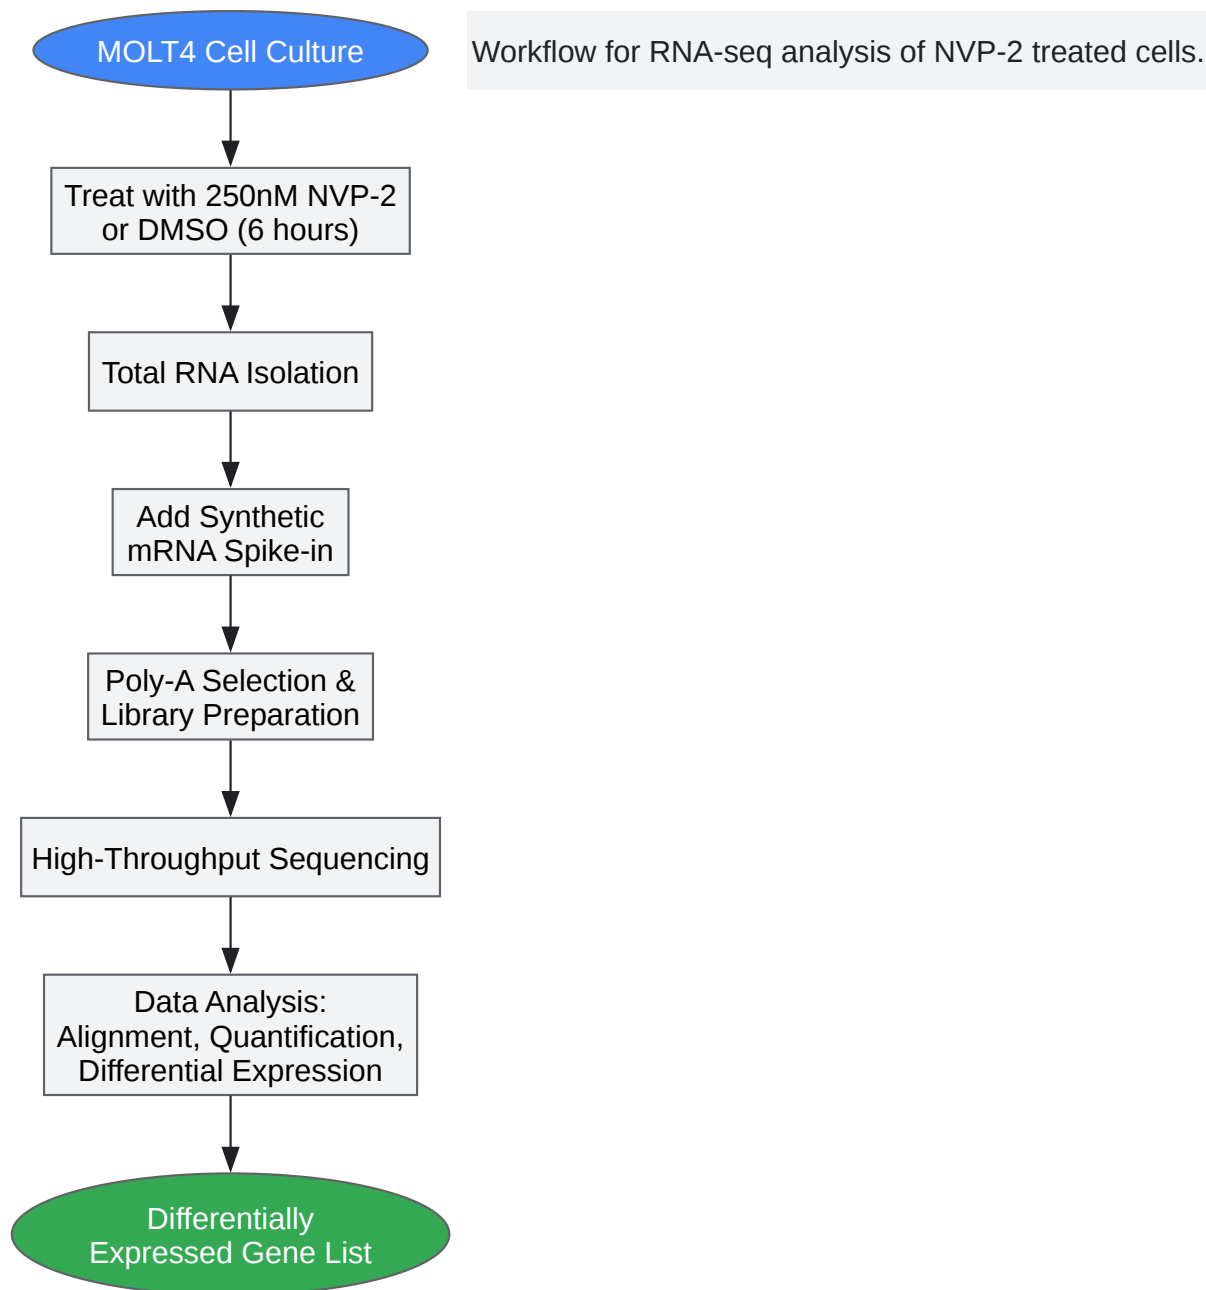 MOLT4 Cell Culture
Workflow for RNA-seq analysis of NVP-2 treated cells.
Treat with 250nM NVP-2
or DMSO (6 hours)
Total RNA Isolation
Add Synthetic
mRNA Spike-in
Poly-A Selection &
Library Preparation
High-Throughput Sequencing
Data Analysis:
Alignment, Quantification,
Differential Expression
Differentially
Expressed Gene List